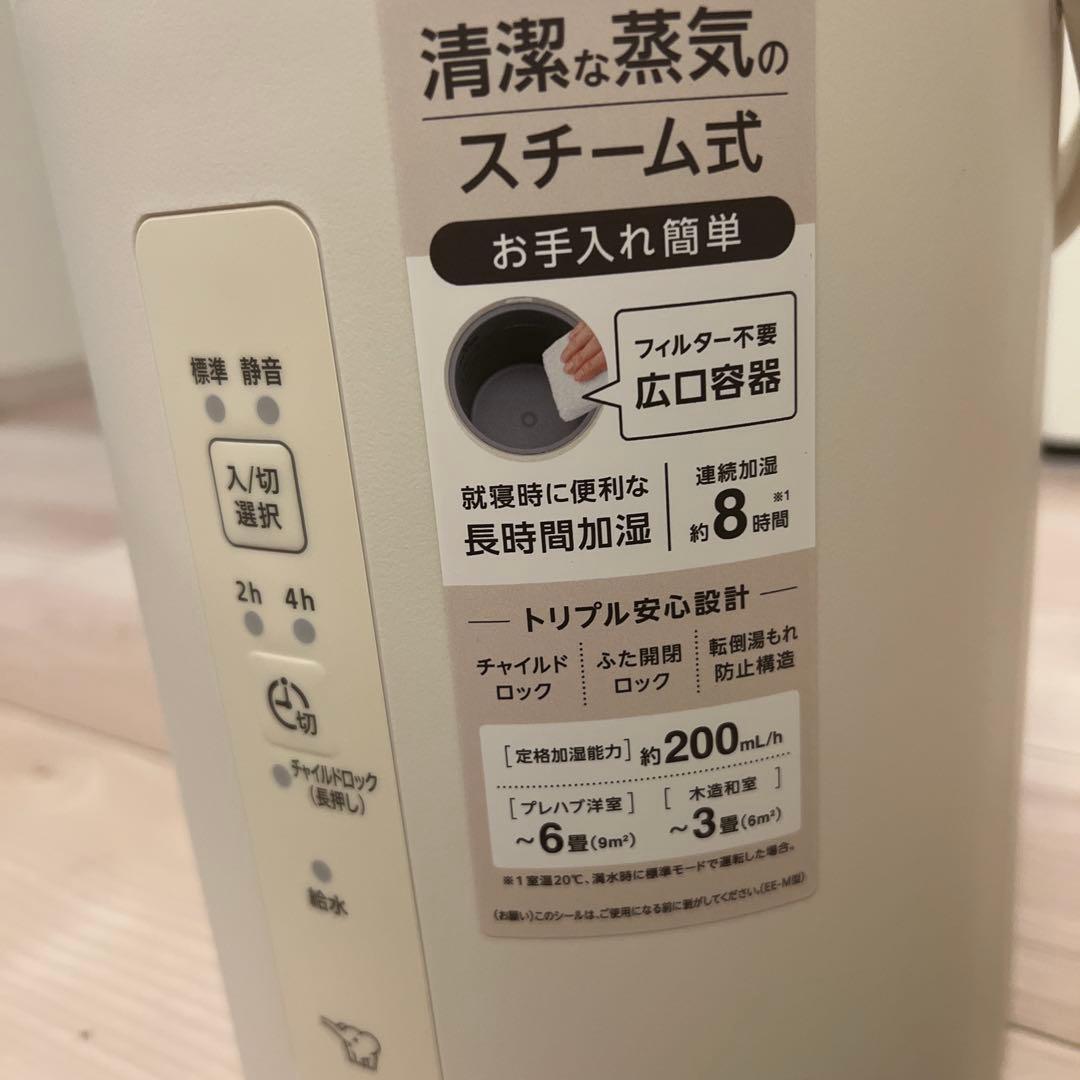 清潔な蒸気の
スチーム式
お手入れ簡単
フィルター不要
広口容器
就寝時に便利な
長時間加湿
連続加湿
約8時間※1
トリプル安心設計
チャイルド
ロック
ふた開閉
ロック
転倒湯もれ
防止構造
[定格加湿能力] 約200mL/h
[プレハブ洋室]
～6畳(9m²)
[木造和室]
～3畳(6m²)
※1室温20℃、満水時に標準モードで運転した場合。
(お願い)このシールは、ご使用になる前に剥がしてください。(EE-M型)
標準 静音
入/切
選択
2h 4h
切
チャイルドロック
(長押し)
給水